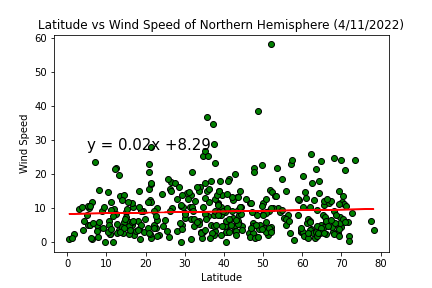 Latitude vs Wind Speed of Northern Hemisphere (4/11/2022)
60
50
40
30
20
10
0
Wind Speed
y = 0.02x +8.29
0 10 20 30 40 50 60 70 80
Latitude